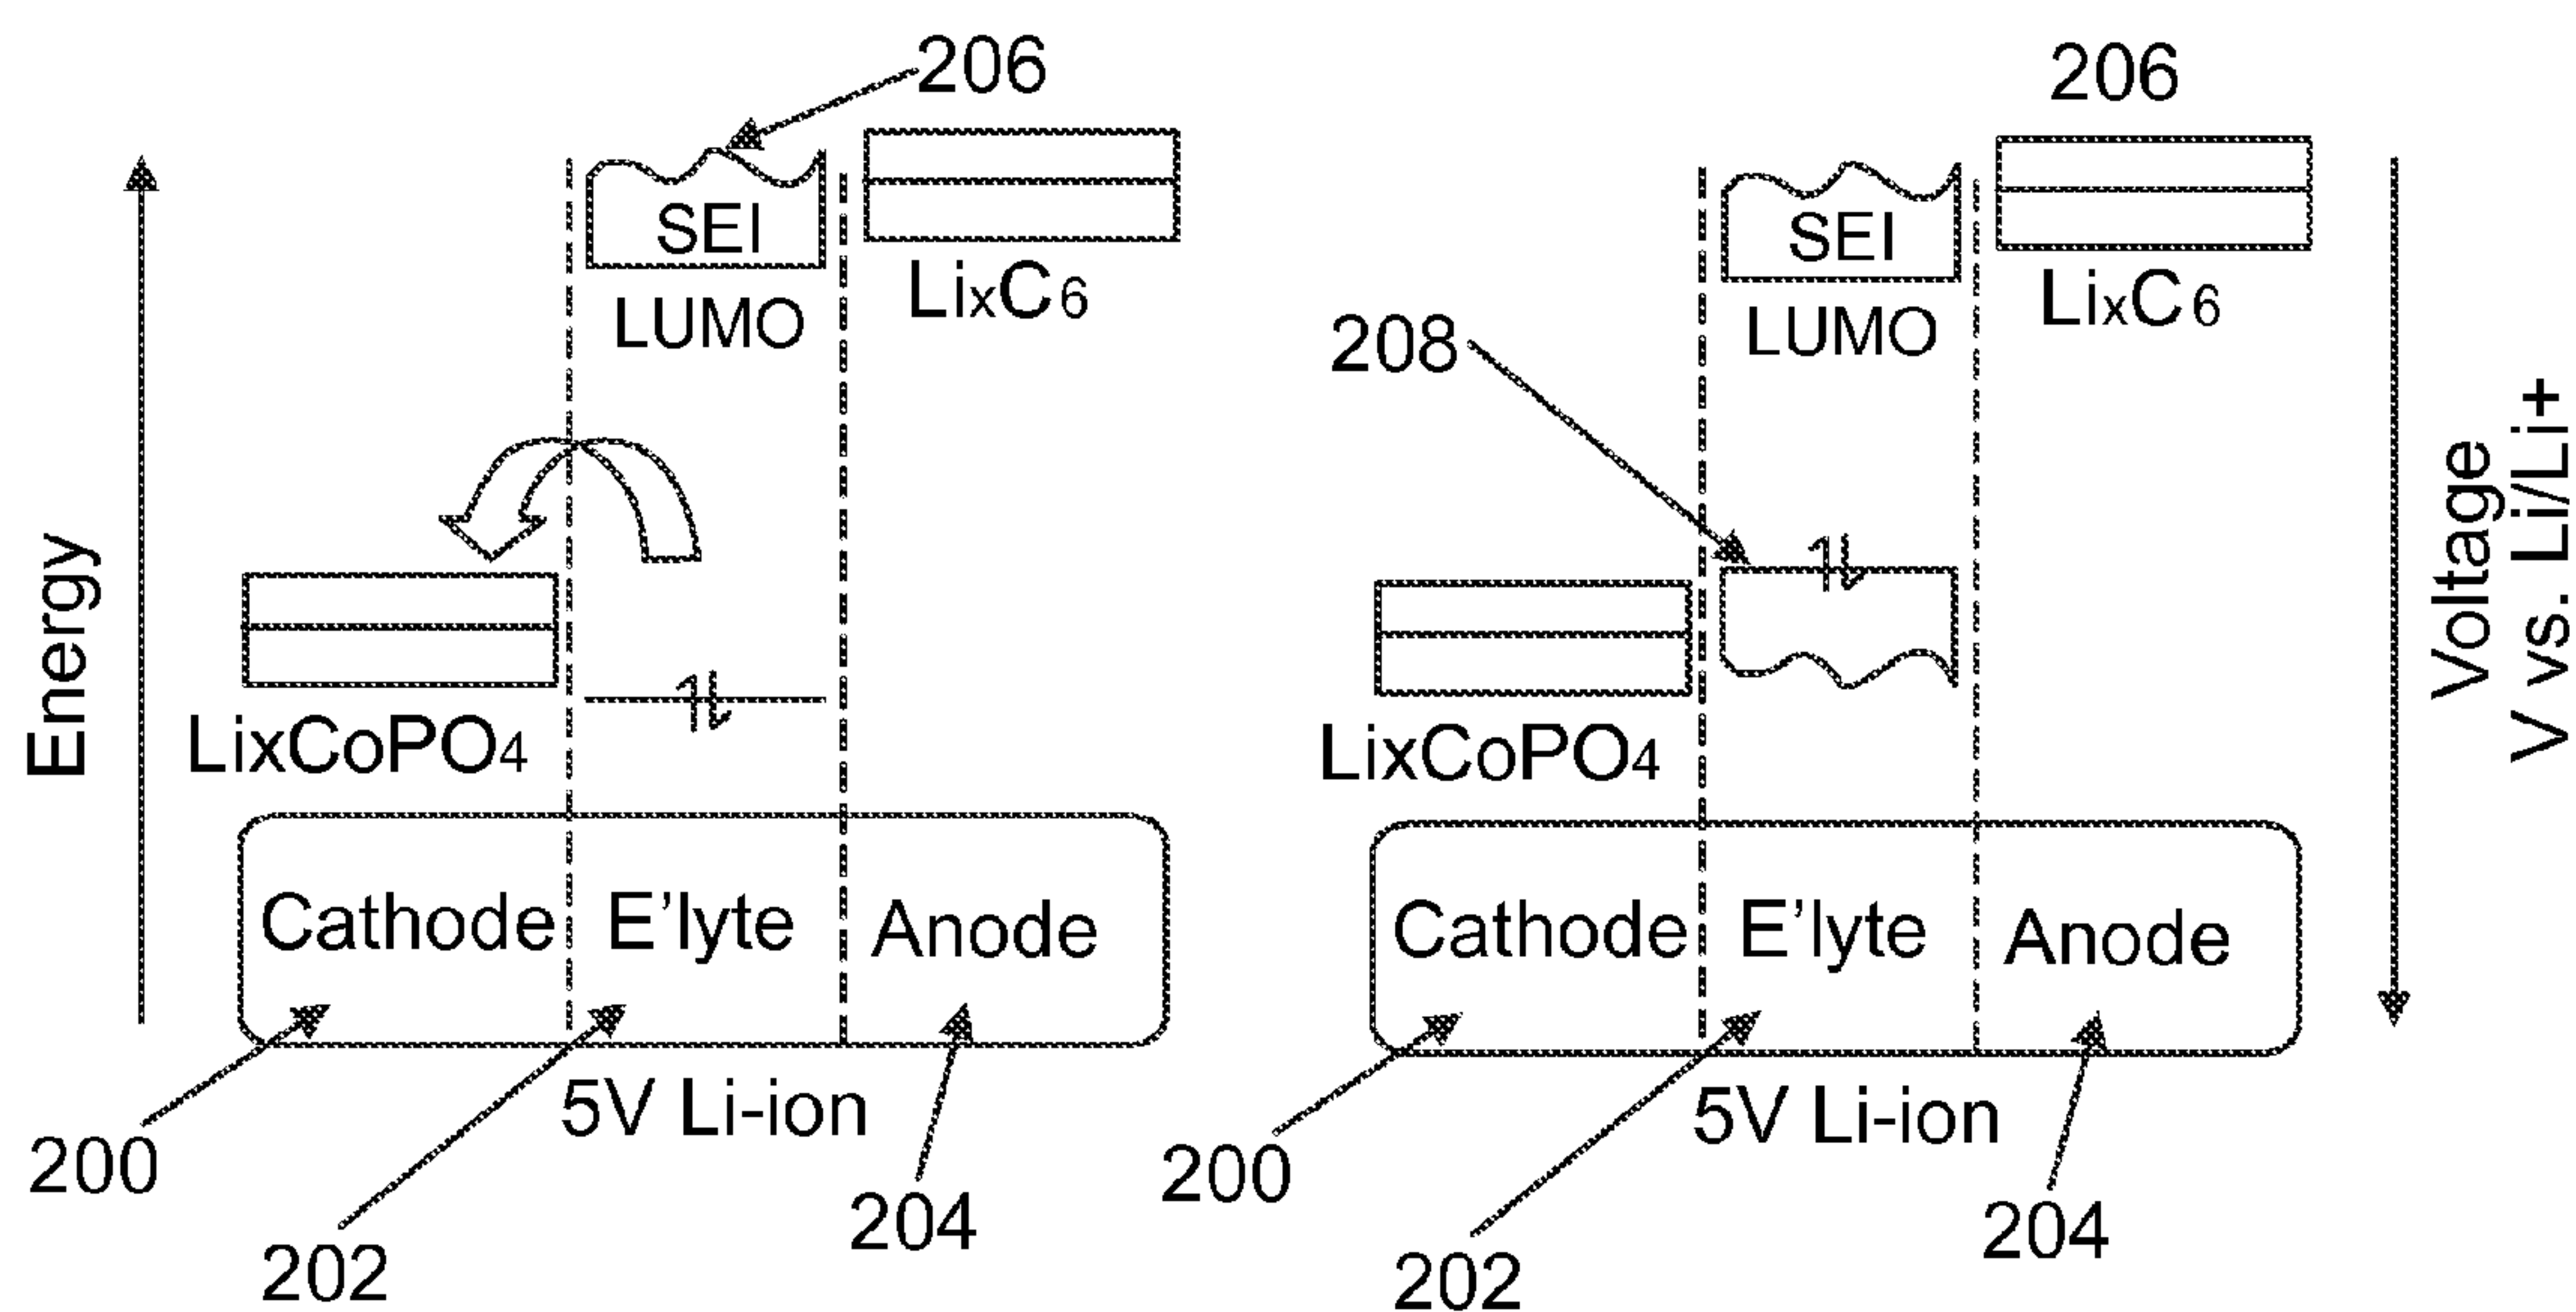 206
SEI
LUMO
LixC6
Energy
LixCoPO4
Cathode
E'lyte
Anode
5V Li-ion
200
202
204
206
SEI
LUMO
LixC6
208
LixCoPO4
Voltage
V vs. Li/Li+
Cathode
E'lyte
Anode
5V Li-ion
200
202
204